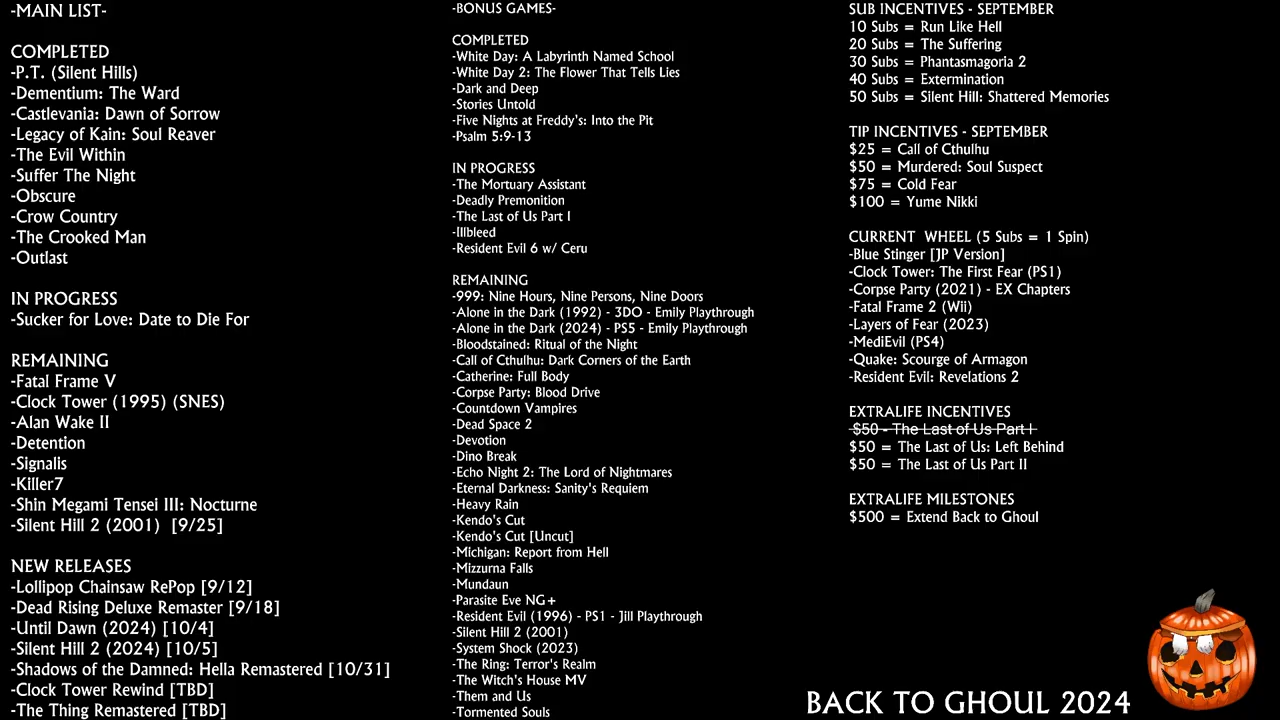 -MAIN LIST-
COMPLETED
-P.T. (Silent Hills)
-Dementium: The Ward
-Castlevania: Dawn of Sorrow
-Legacy of Kain: Soul Reaver
-The Evil Within
-Suffer The Night
-Obscure
-Crow Country
-The Crooked Man
-Outlast
IN PROGRESS
-Sucker for Love: Date to Die For
REMAINING
-Fatal Frame V
-Clock Tower (1995) (SNES)
-Alan Wake II
-Detention
-Signalis
-Killer7
-Shin Megami Tensei III: Nocturne
-Silent Hill 2 (2001) [9/25]
NEW RELEASES
-Lollipop Chainsaw RePop [9/12]
-Dead Rising Deluxe Remaster [9/18]
-Until Dawn (2024) [10/4]
-Silent Hill 2 (2024) [10/5]
-Shadows of the Damned: Hella Remastered [10/31]
-Clock Tower Rewind [TBD]
-The Thing Remastered [TBD]
-BONUS GAMES-
COMPLETED
-White Day: A Labyrinth Named School
-White Day 2: The Flower That Tells Lies
-Dark and Deep
-Stories Untold
-Five Nights at Freddy's: Into the Pit
-Psalm 5:9-13
IN PROGRESS
-The Mortuary Assistant
-Deadly Premonition
-The Last of Us Part I
-Illbleed
-Resident Evil 6 w/ Ceru
REMAINING
-999: Nine Hours, Nine Persons, Nine Doors
-Alone in the Dark (1992) - 3DO - Emily Playthrough
-Alone in the Dark (2024) - PS5 - Emily Playthrough
-Bloodstained: Ritual of the Night
-Call of Cthulhu: Dark Corners of the Earth
-Catherine: Full Body
-Corpse Party: Blood Drive
-Countdown Vampires
-Dead Space 2
-Devotion
-Dino Break
-Echo Night 2: The Lord of Nightmares
-Eternal Darkness: Sanity's Requiem
-Heavy Rain
-Kendo's Cut
-Kendo's Cut [Uncut]
-Michigan: Report from Hell
-Mizzurna Falls
-Mundaun
-Parasite Eve NG+
-Resident Evil (1996) - PS1 - Jill Playthrough
-Silent Hill 2 (2001)
-System Shock (2023)
-The Ring: Terror's Realm
-The Witch's House MV
-Them and Us
-Tormented Souls
SUB INCENTIVES - SEPTEMBER
10 Subs = Run Like Hell
20 Subs = The Suffering
30 Subs = Phantasmagoria 2
40 Subs = Extermination
50 Subs = Silent Hill: Shattered Memories
TIP INCENTIVES - SEPTEMBER
$25 = Call of Cthulhu
$50 = Murdered: Soul Suspect
$75 = Cold Fear
$100 = Yume Nikki
CURRENT WHEEL (5 Subs = 1 Spin)
-Blue Stinger [JP Version]
-Clock Tower: The First Fear (PS1)
-Corpse Party (2021) - EX Chapters
-Fatal Frame 2 (Wii)
-Layers of Fear (2023)
-MediEvil (PS4)
-Quake: Scourge of Armagon
-Resident Evil: Revelations 2
EXTRALIFE INCENTIVES
$50 - The Last of Us Part I
$50 = The Last of Us: Left Behind
$50 = The Last of Us Part II
EXTRALIFE MILESTONES
$500 = Extend Back to Ghoul
BACK TO GHOUL 2024